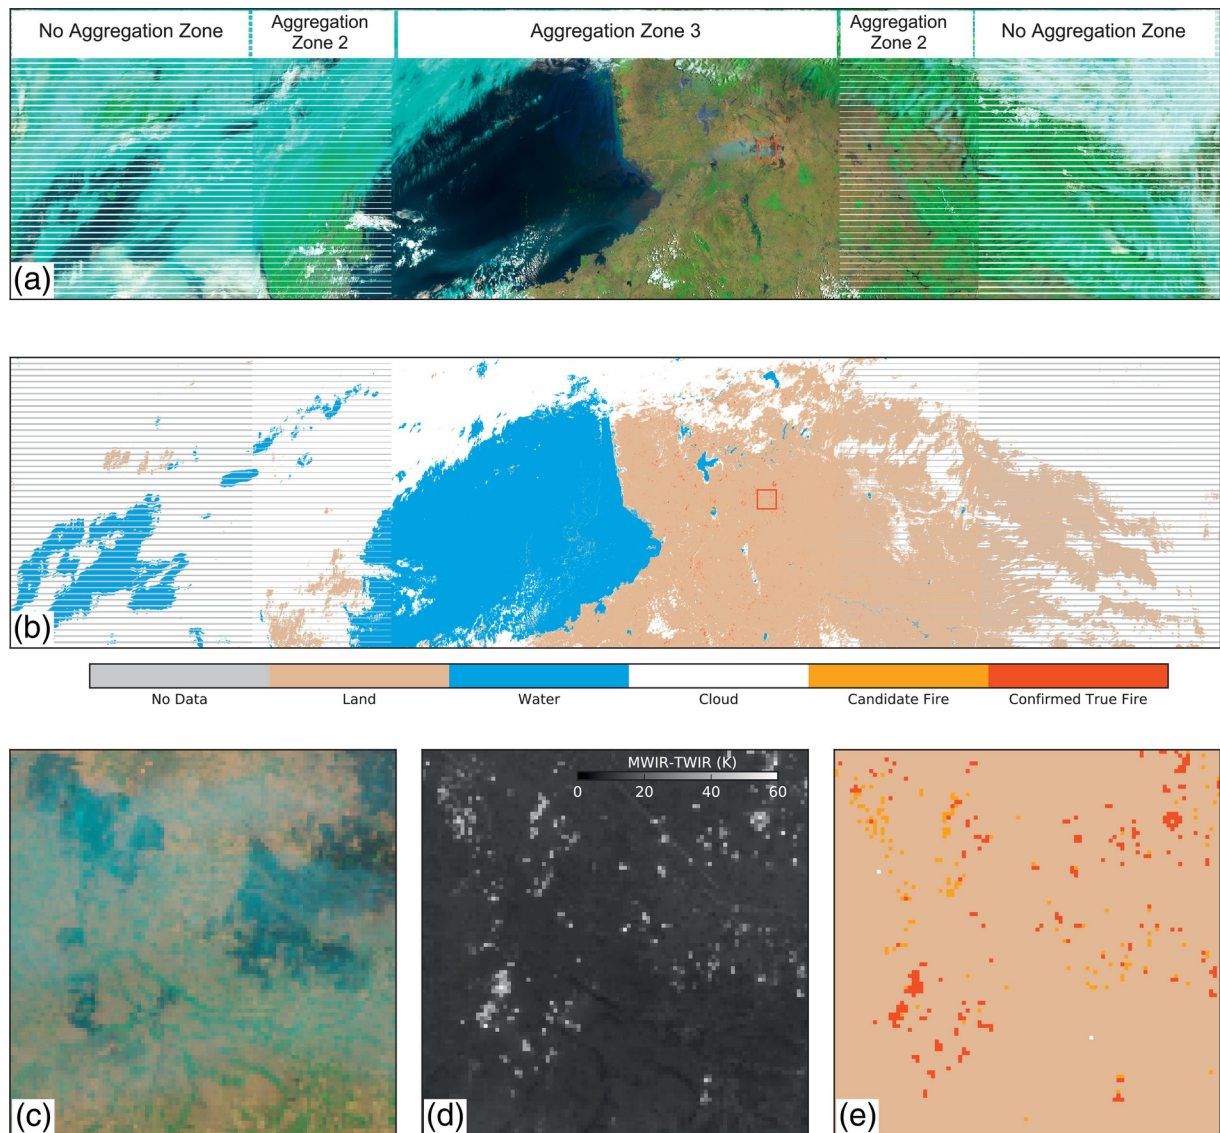 No Aggregation Zone
Aggregation
Zone 2
Aggregation Zone 3
Aggregation
Zone 2
No Aggregation Zone
(a)
(b)
No Data
Land
Water
Cloud
Candidate Fire
Confirmed True Fire
MWIR-TWIR (K)
0 20 40 60
(c)
(d)
(e)